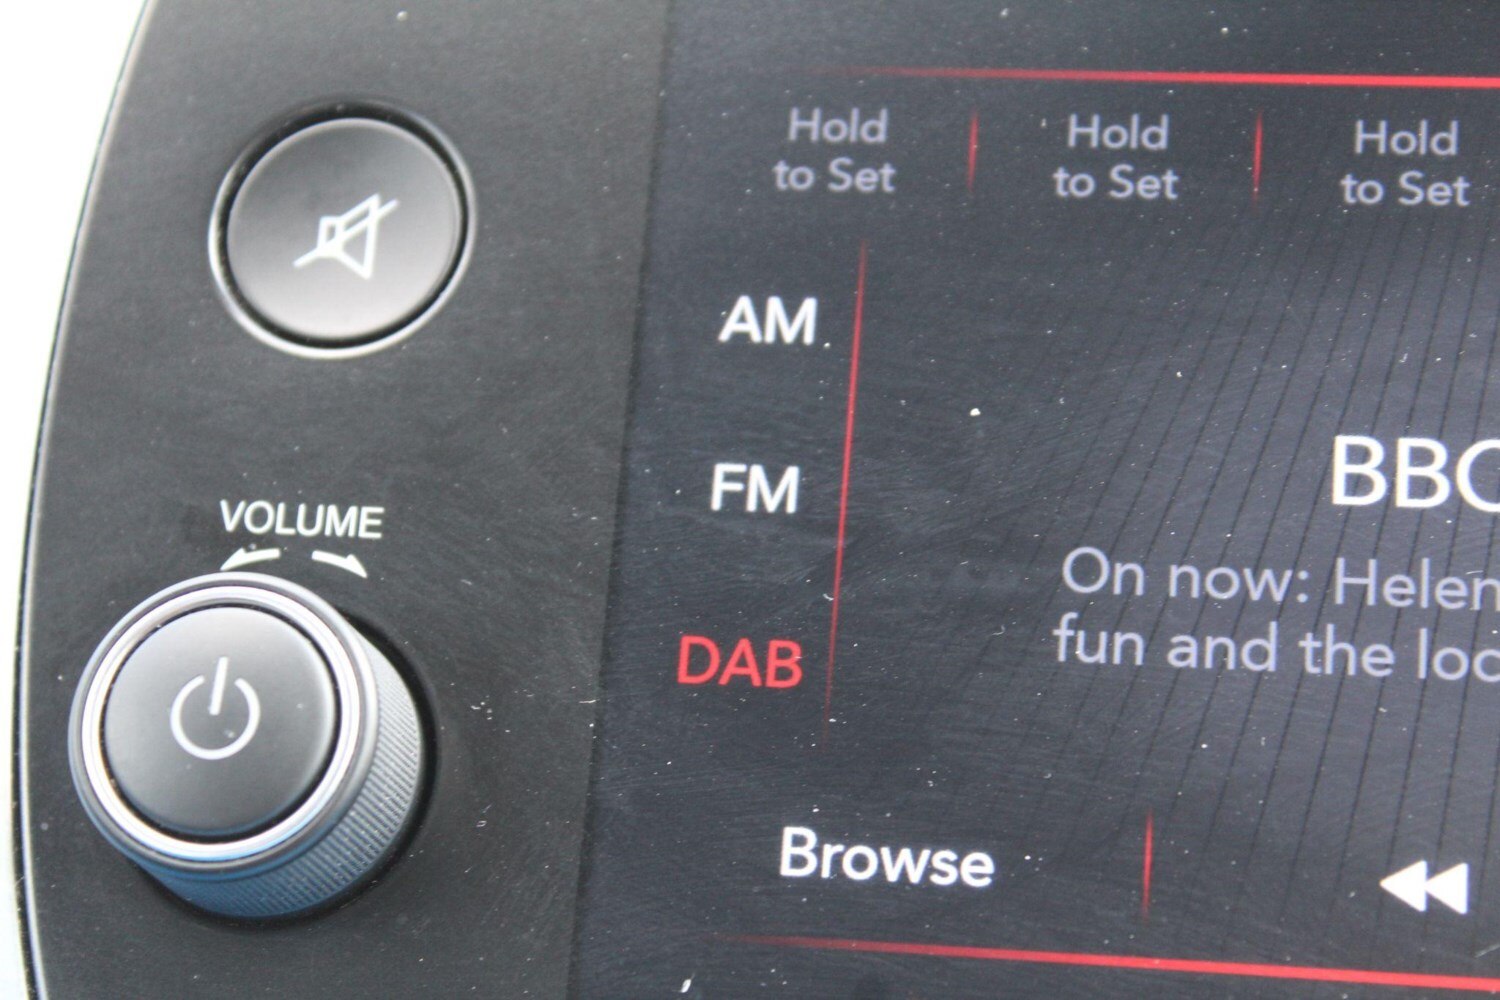 Hold
to Set
Hold
to Set
Hold
to Set
AM
FM
DAB
VOLUME
BBC
On now: Helen
fun and the loc
Browse